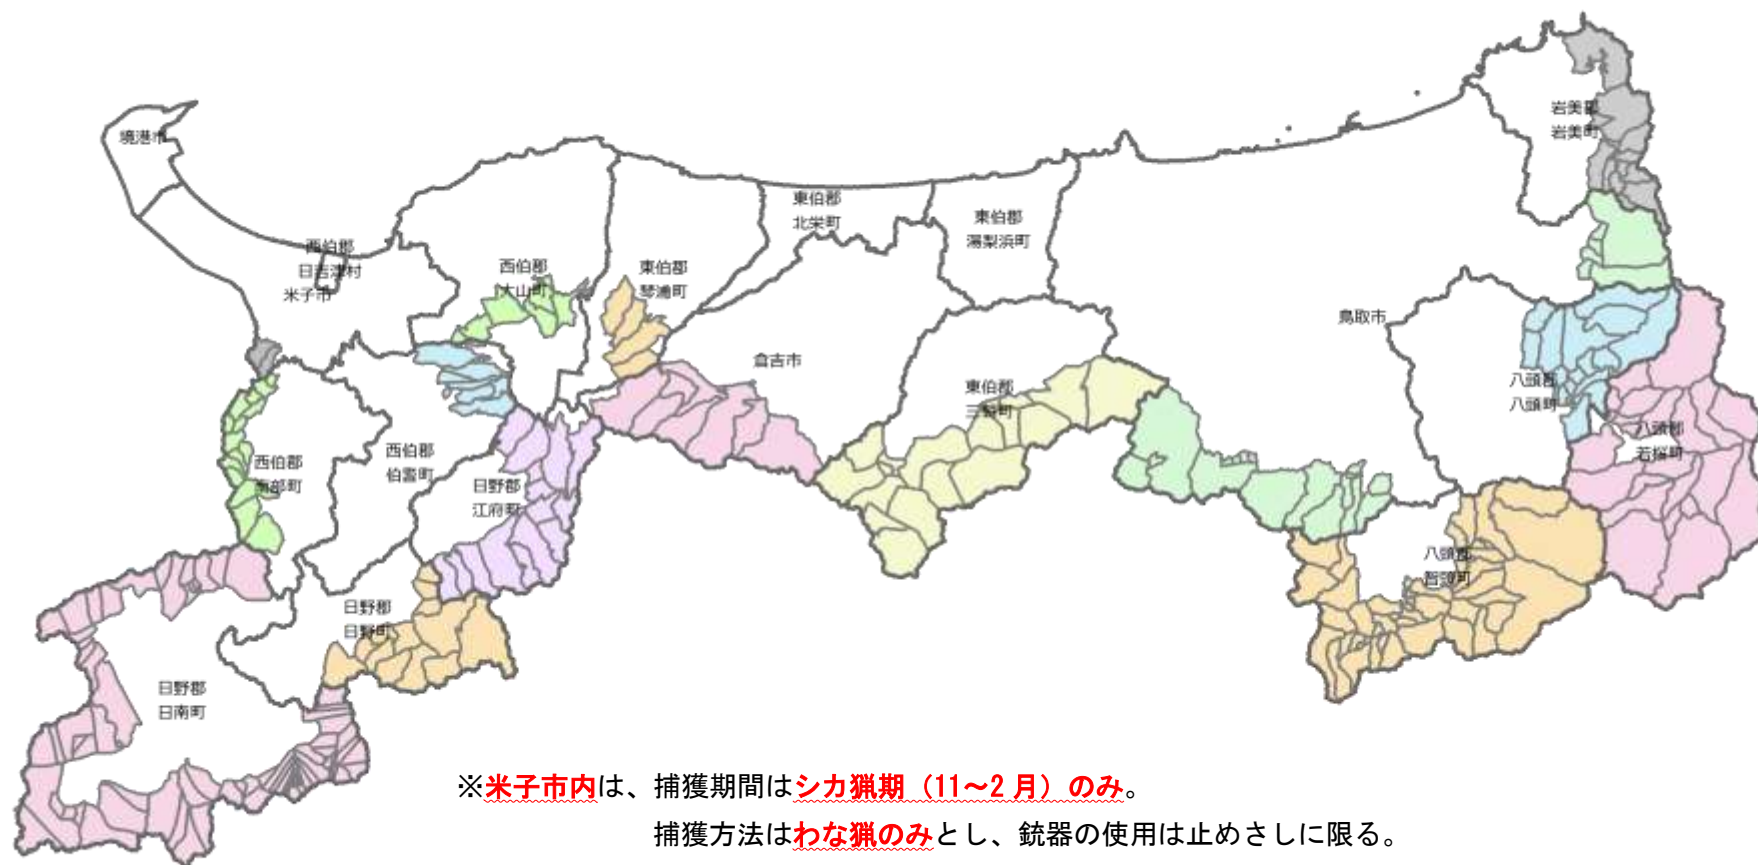 境港市
西伯郡
日吉津村
米子市
西伯郡
大山町
東伯郡
琴浦町
東伯郡
北栄町
東伯郡
湯梨浜町
岩美郡
岩美町
鳥取市
倉吉市
東伯郡
三朝町
八頭郡
八頭町
八頭郡
若桜町
西伯郡
南部町
西伯郡
伯耆町
日野郡
江府町
八頭郡
智頭町
日野郡
日野町
日野郡
日南町
※米子市内は、捕獲期間はシカ猟期（11～2 月）のみ。
捕獲方法はわな猟のみとし、銃器の使用は止めさしに限る。